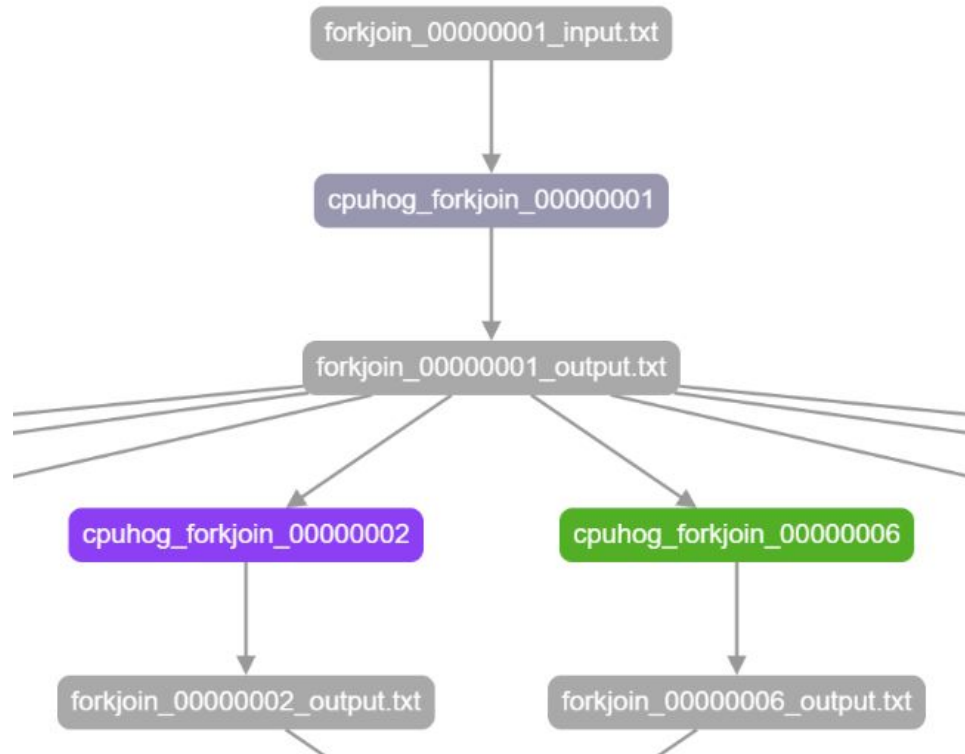 forkjoin_00000001_input.txt
cpuhog_forkjoin_00000001
forkjoin_00000001_output.txt
cpuhog_forkjoin_00000002
cpuhog_forkjoin_00000006
forkjoin_00000002_output.txt
forkjoin_00000006_output.txt